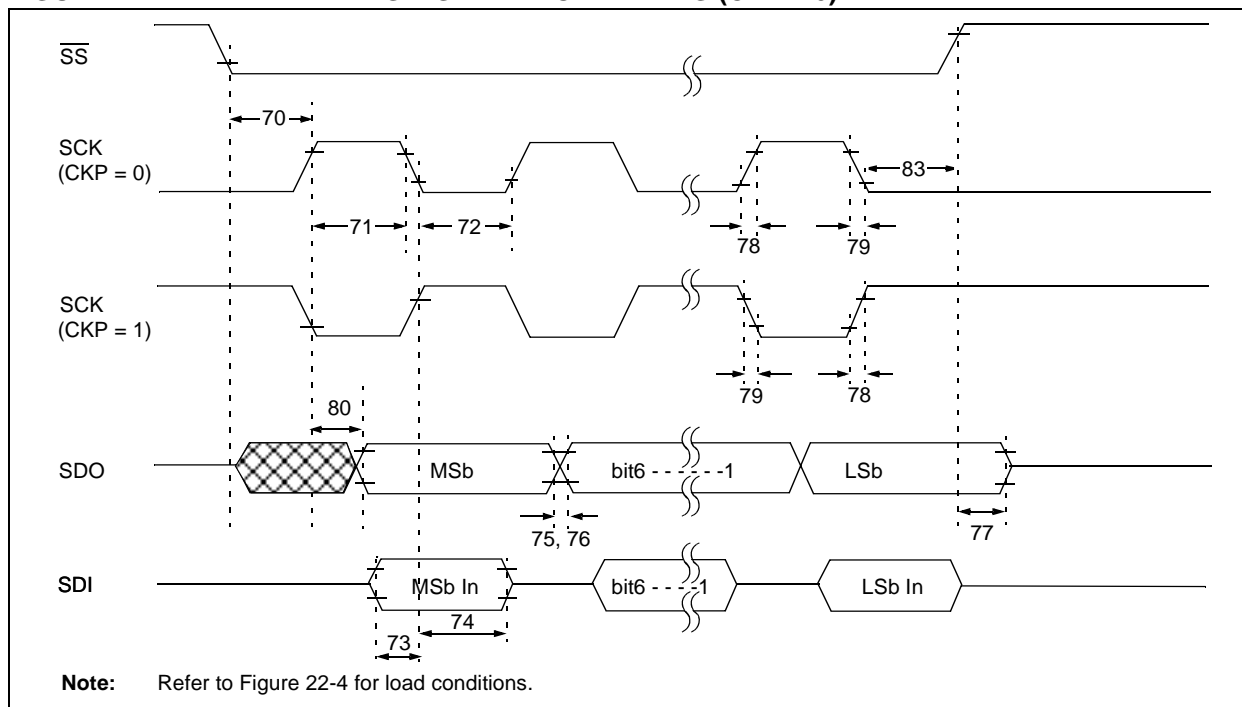 SS
70
SCK
(CKP = 0)
83
71
72
78
79
SCK
(CKP = 1)
79
78
80
SDO
MSb
bit6 - - - - - -1
LSb
75, 76
77
SDI
MSb In
bit6 - - - -1
LSb In
74
73
Note: Refer to Figure 22-4 for load conditions.